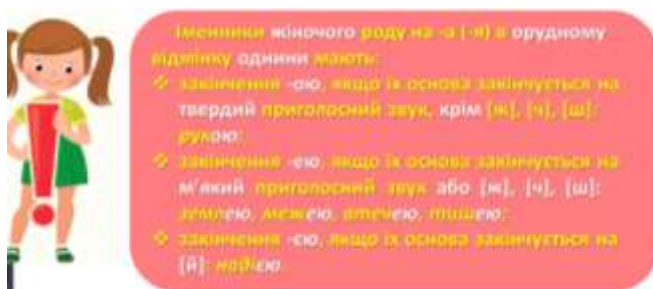 Іменники жіночого роду на -а (-я) в орудному
відмінку однини мають:
❖ закінчення -ою, якщо їх основа закінчується на
твердий приголосний звук, крім [ж], [ч], [ш]:
рукою;
❖ закінчення -ею, якщо їх основа закінчується на
м’який приголосний звук або [ж], [ч], [ш]:
землею, межею, втечею, тишею;
❖ закінчення -єю, якщо їх основа закінчується на
[й]: надією